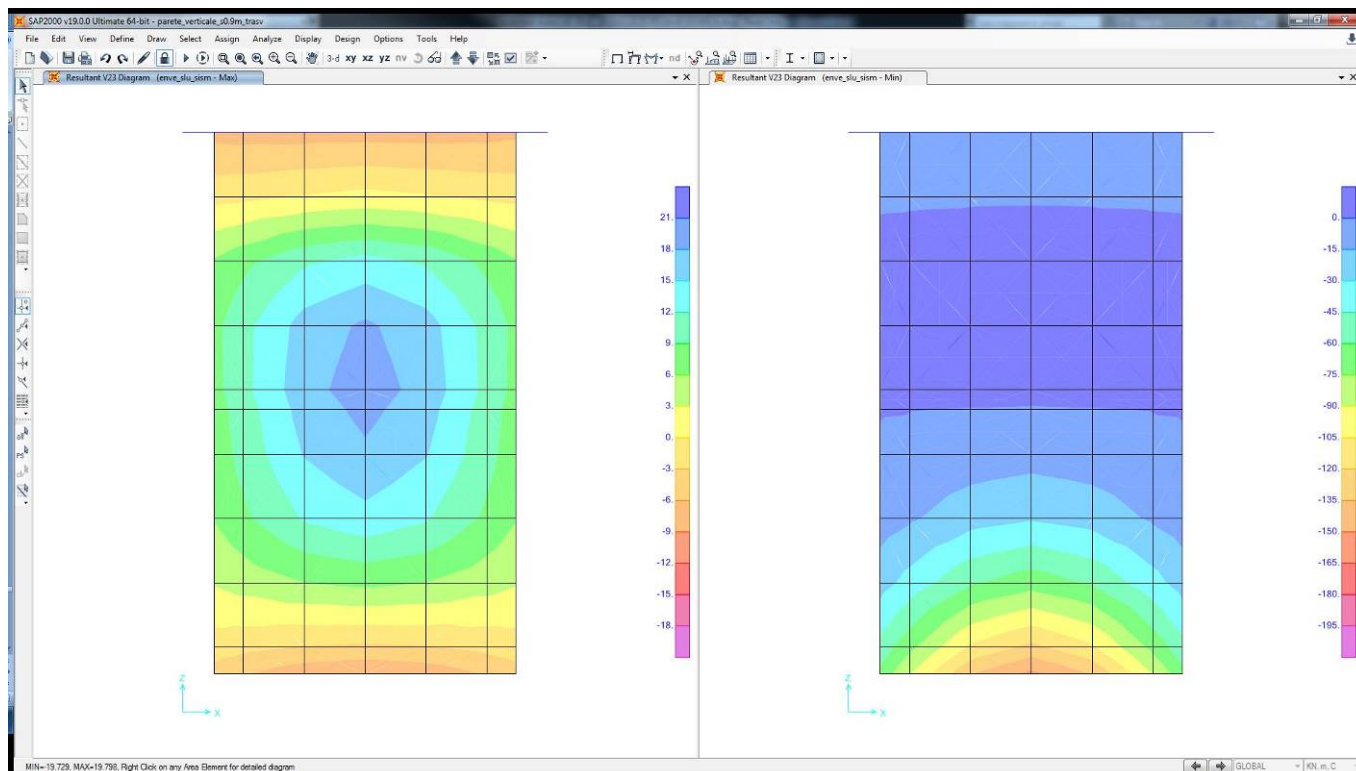 SAP2000 v19.0.0 Ultimate 64-bit - parete_verticale_s0.9m_trasv
File Edit View Define Draw Select Assign Analyze Display Design Options Tools Help
3-d xy xz yz nv nd
Resultant V23 Diagram (enve_slu_sism - Max)
Resultant V23 Diagram (enve_slu_sism - Min)
21.
18.
15.
12.
9.
6.
3.
0.
-3.
-6.
-9.
-12.
-15.
-18.
Z
X
0.
-15.
-30.
-45.
-60.
-75.
-90.
-105.
-120.
-135.
-150.
-165.
-180.
-195.
Z
X
MIN=-19.729, MAX=19.798, Right Click on any Area Element for detailed diagram
GLOBAL
KN, m, C